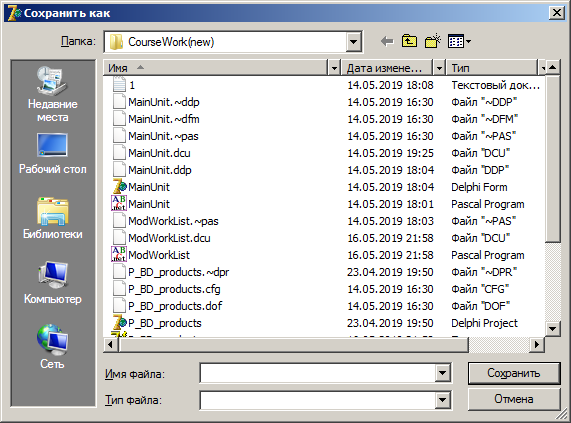 Сохранить как
Папка: CourseWork(new)
Недавние места
Рабочий стол
Библиотеки
Компьютер
Сеть
Имя Дата измене... Тип
1 14.05.2019 18:08 Текстовый док...
MainUnit.~ddp 14.05.2019 16:30 Файл "~DDP"
MainUnit.~dfm 14.05.2019 16:30 Файл "~DFM"
MainUnit.~pas 14.05.2019 16:30 Файл "~PAS"
MainUnit.dcu 14.05.2019 19:25 Файл "DCU"
MainUnit.ddp 14.05.2019 18:04 Файл "DDP"
MainUnit 14.05.2019 18:04 Delphi Form
MainUnit 14.05.2019 18:01 Pascal Program
ModWorkList.~pas 14.05.2019 18:03 Файл "~PAS"
ModWorkList.dcu 16.05.2019 21:58 Файл "DCU"
ModWorkList 16.05.2019 21:58 Pascal Program
P_BD_products.~dpr 23.04.2019 19:50 Файл "~DPR"
P_BD_products.cfg 14.05.2019 16:30 Файл "CFG"
P_BD_products.dof 14.05.2019 16:30 Файл "DOF"
P_BD_products 23.04.2019 19:50 Delphi Project
Имя файла: Сохранить
Тип файла: Отмена